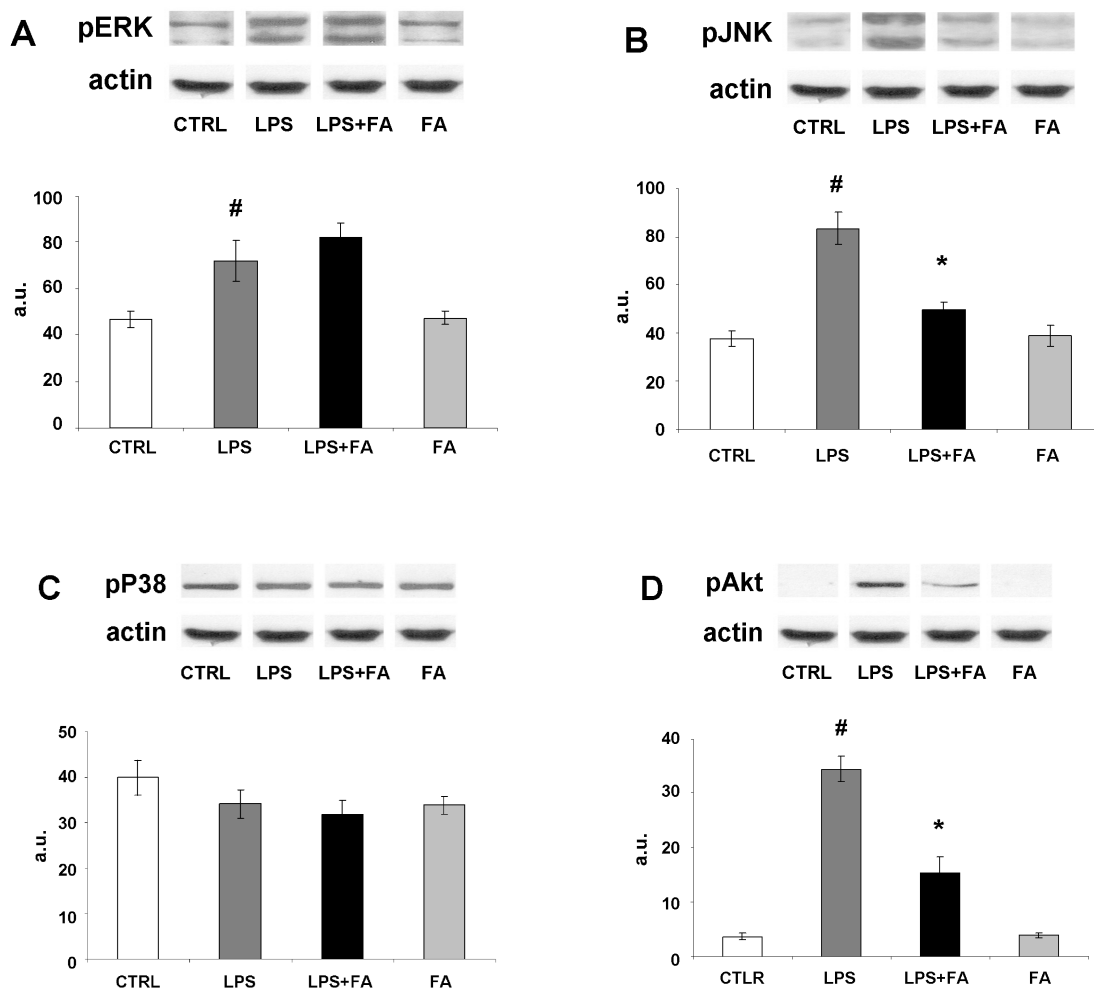 A
pERK
actin
CTRL LPS LPS+FA FA
100
80
60
40
20
0
a.u.
#
CTRL LPS LPS+FA FA
B
pJNK
actin
CTRL LPS LPS+FA FA
100
80
60
40
20
0
a.u.
#
*
CTRL LPS LPS+FA FA
C
pP38
actin
CTRL LPS LPS+FA FA
50
40
30
20
10
0
a.u.
CTRL LPS LPS+FA FA
D
pAkt
actin
CTRL LPS LPS+FA FA
40
30
20
10
0
a.u.
#
*
CTLR LPS LPS+FA FA